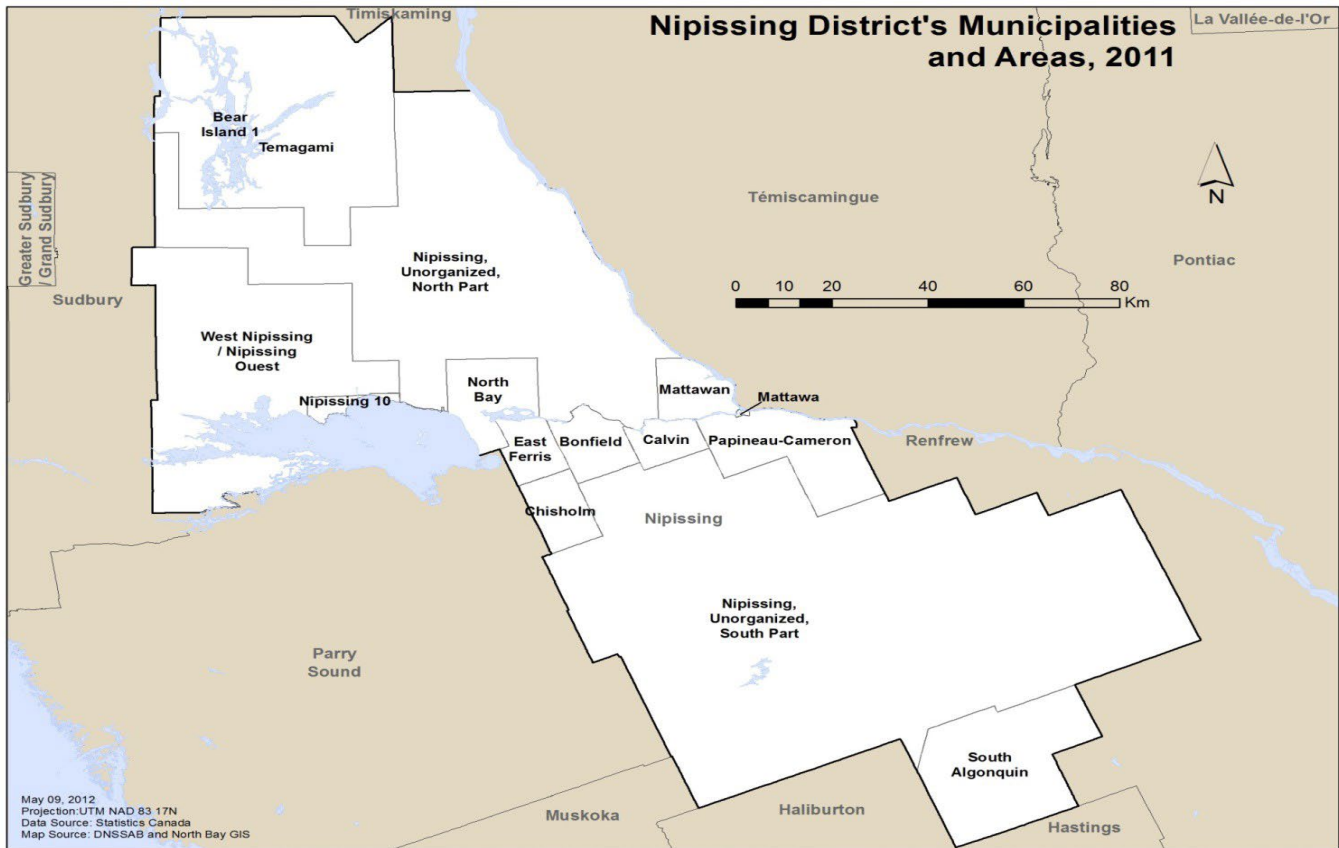 Timiskaming
La Vallée-de-l'Or
Nipissing District's Municipalities
and Areas, 2011
Bear
Island 1
Temagami
Greater Sudbury
/ Grand Sudbury
Témiscamingue
N
Nipissing,
Unorganized,
North Part
Pontiac
Sudbury
0 10 20 40 60 80
Km
West Nipissing
/ Nipissing
Ouest
Nipissing 10
North
Bay
Mattawan
Mattawa
East
Ferris
Bonfield
Calvin
Papineau-Cameron
Renfrew
Chisholm
Nipissing
Nipissing,
Unorganized,
South Part
Parry
Sound
South
Algonquin
Muskoka
Haliburton
Hastings
May 09, 2012
Projection:UTM NAD 83 17N
Data Source: Statistics Canada
Map Source: DNSSAB and North Bay GIS